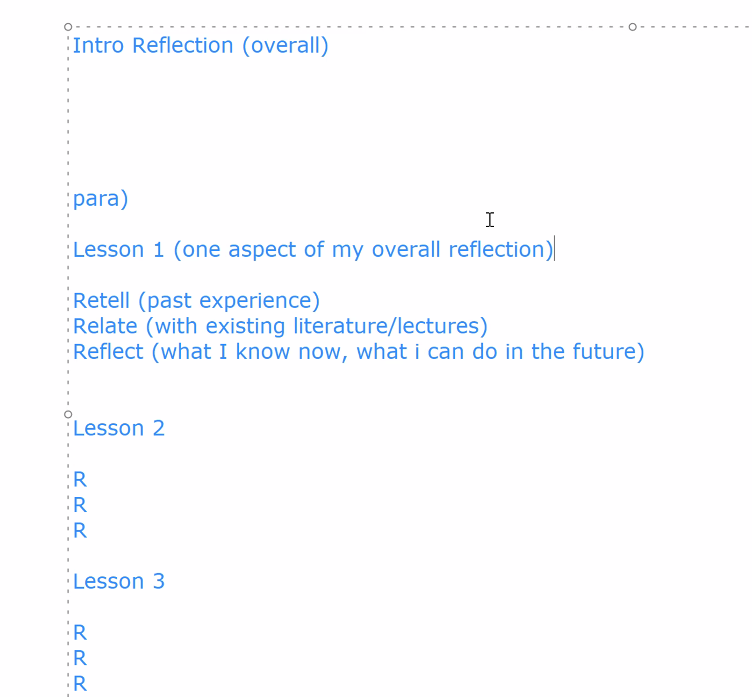 Intro Reflection (overall)
para)
Lesson 1 (one aspect of my overall reflection)
Retell (past experience)
Relate (with existing literature/lectures)
Reflect (what I know now, what i can do in the future)
Lesson 2
R
R
R
Lesson 3
R
R
R